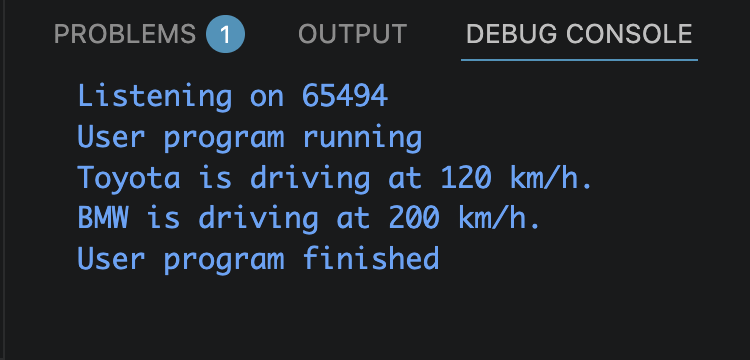 PROBLEMS 1 OUTPUT DEBUG CONSOLE
Listening on 65494
User program running
Toyota is driving at 120 km/h.
BMW is driving at 200 km/h.
User program finished